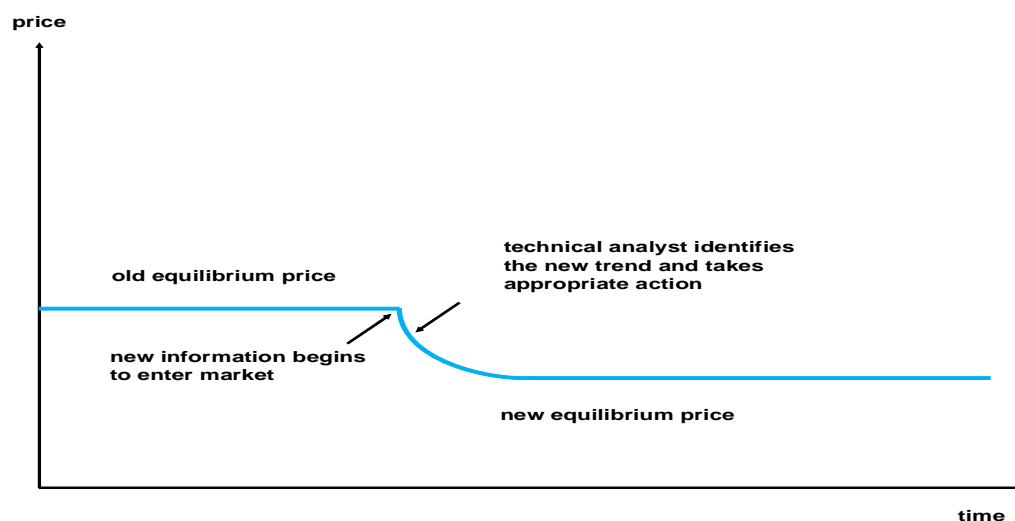 price
technical analyst identifies
the new trend and takes
appropriate action
old equilibrium price
new information begins
to enter market
new equilibrium price
time